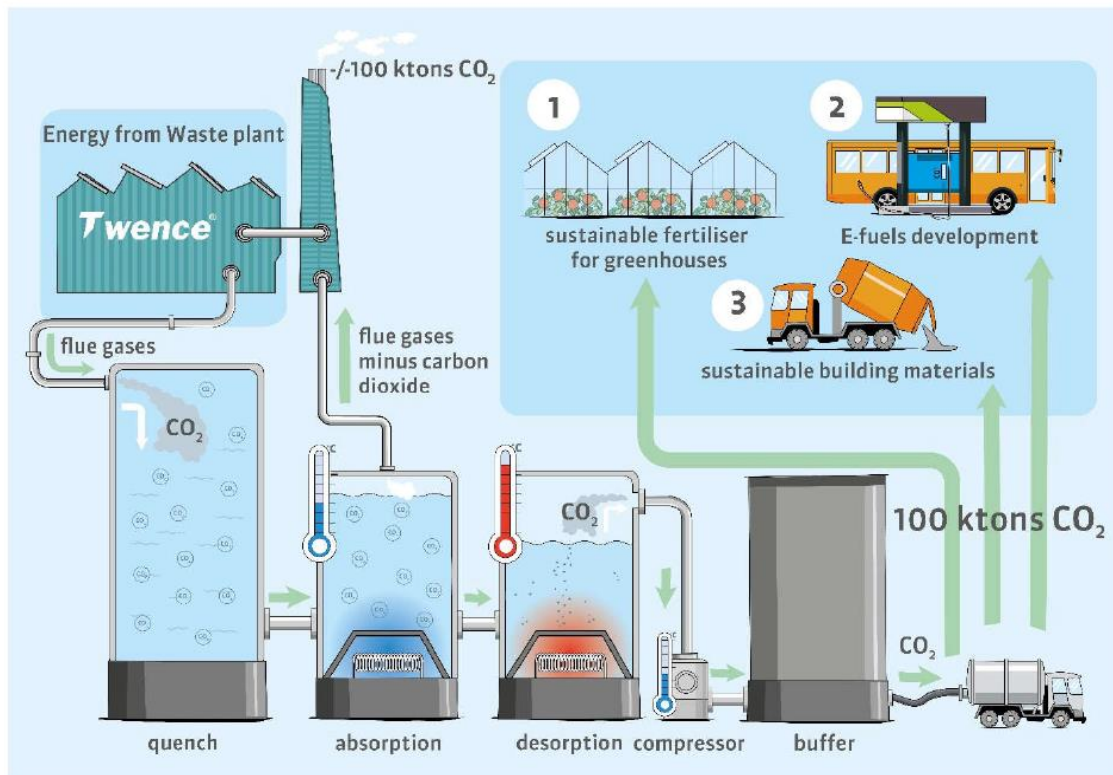 -/-100 ktons CO₂
Energy from Waste plant
Twence®
flue gases
flue gases
minus carbon
dioxide
CO₂
CO₂
1
sustainable fertiliser
for greenhouses
2
E-fuels development
3
sustainable building materials
100 ktons CO₂
CO₂
quench
absorption
desorption
compressor
buffer